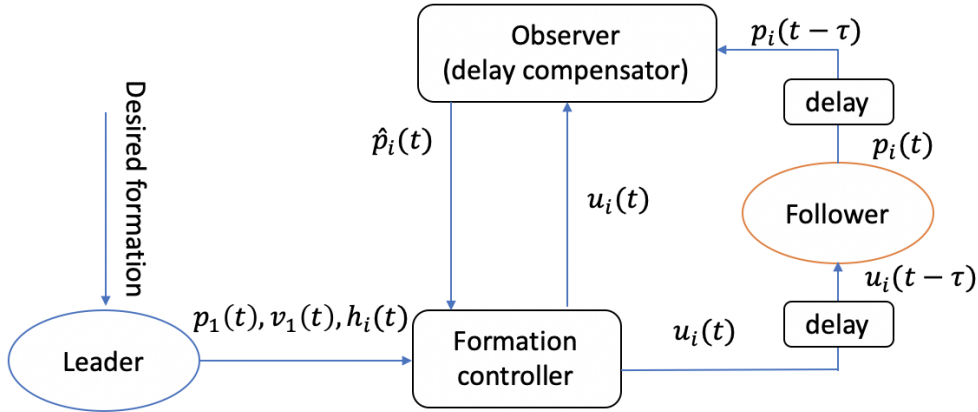 Observer
(delay compensator)
p_i(t − τ)
delay
p_i(t)
Follower
u_i(t − τ)
delay
u_i(t)
Desired formation
p̂_i(t)
u_i(t)
Leader
p_1(t), v_1(t), h_i(t)
Formation
controller